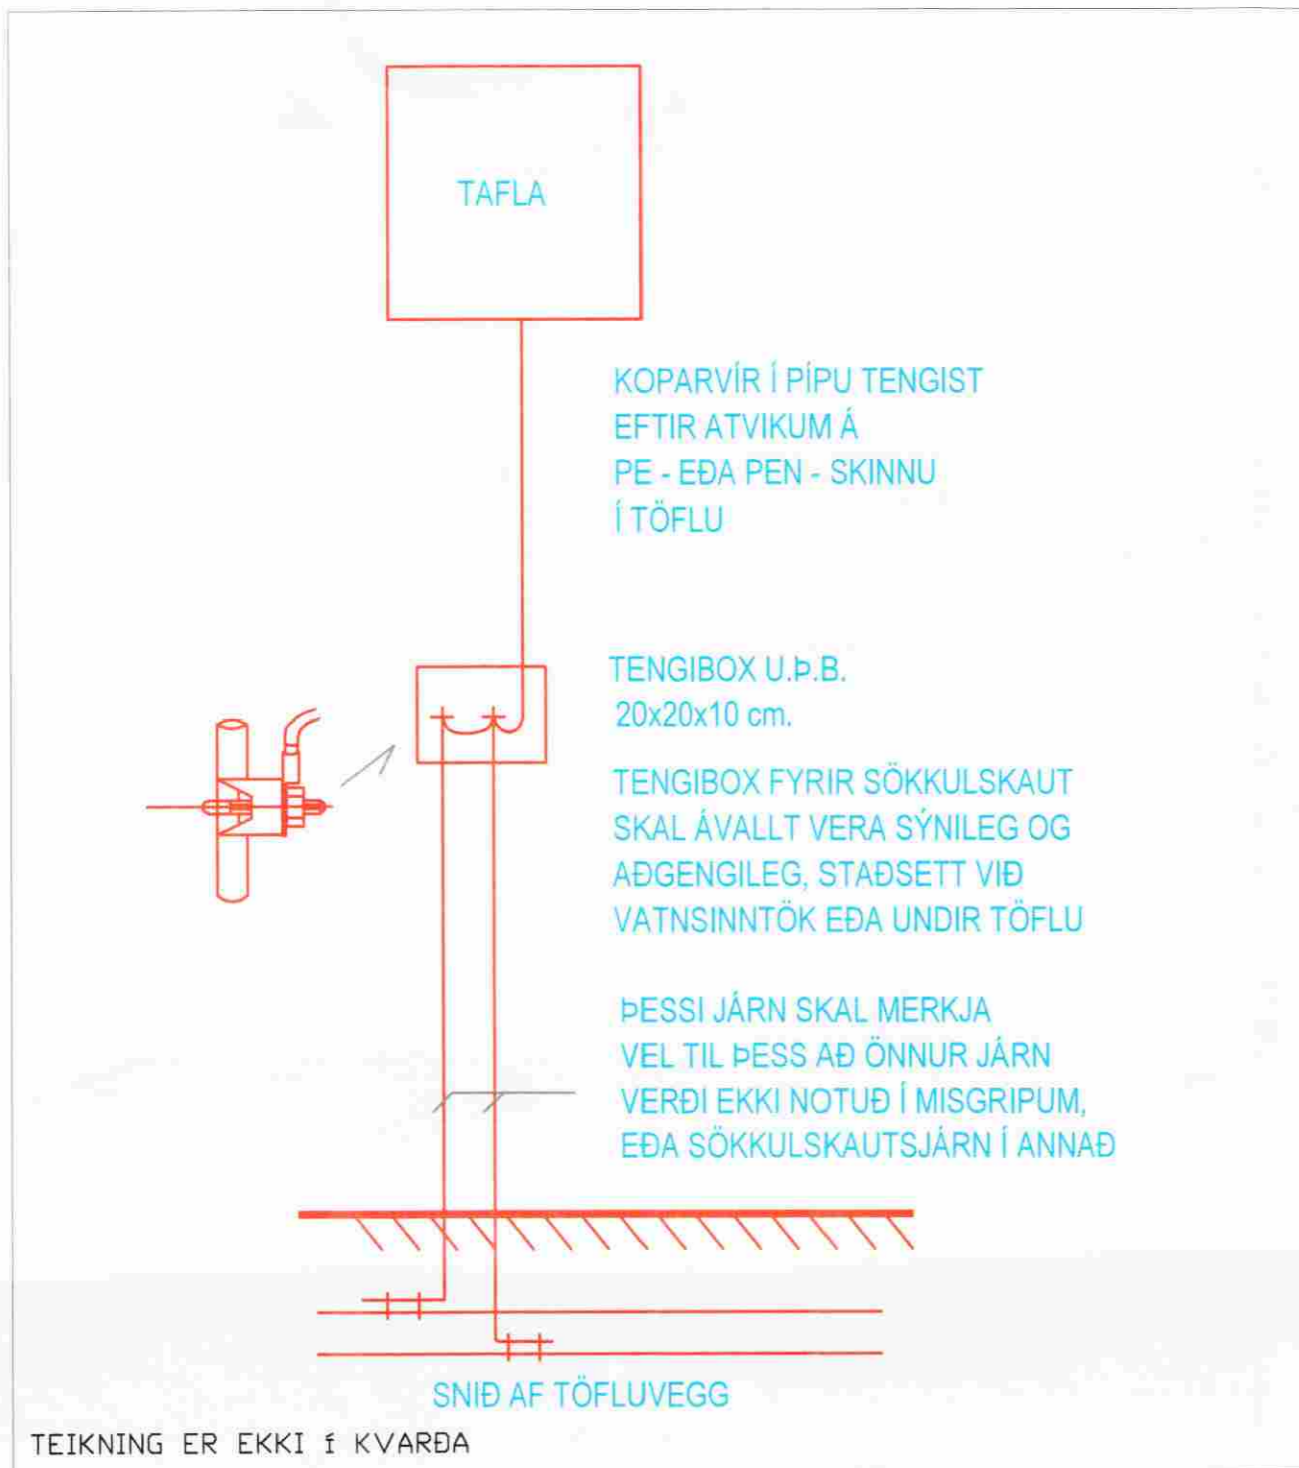 TAFLA
KOPARVÍR Í PÍPU TENGIST
EFTIR ATVIKUM Á
PE - EÐA PEN - SKINNU
Í TÖFLU
TENGIBOX U.Þ.B.
20x20x10 cm.
TENGIBOX FYRIR SÖKKULSKAUT
SKAL ÁVALLT VERA SÝNILEG OG
AÐGENGILEG, STAÐSETT VIÐ
VATNSINNTÖK EÐA UNDIR TÖFLU
ÞESSI JÁRN SKAL MERKJA
VEL TIL ÞESS AÐ ÖNNUR JÁRN
VERÐI EKKI NOTUÐ Í MISGRIPUM,
EÐA SÖKKULSKAUTSJÁRN Í ANNAÐ
SNIÐ AF TÖFLUVEGG
TEIKNING ER EKKI í KVARÐA